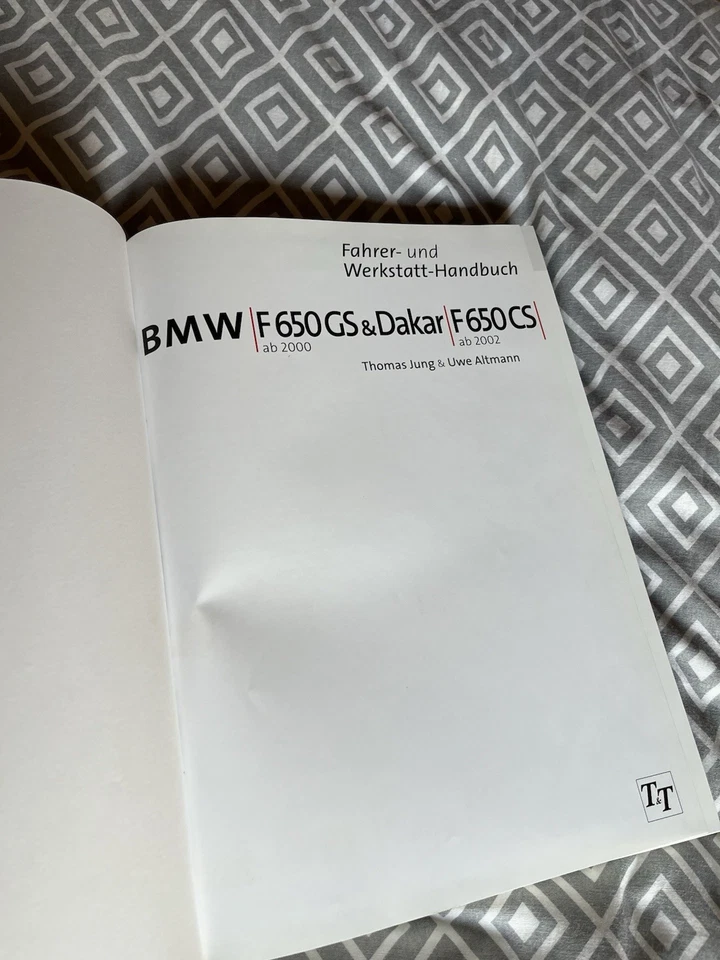 Fahrer- und
Werkstatt-Handbuch
BMW F 650 GS & Dakar F 650 CS
ab 2000 ab 2002
Thomas Jung & Uwe Altmann
T&T